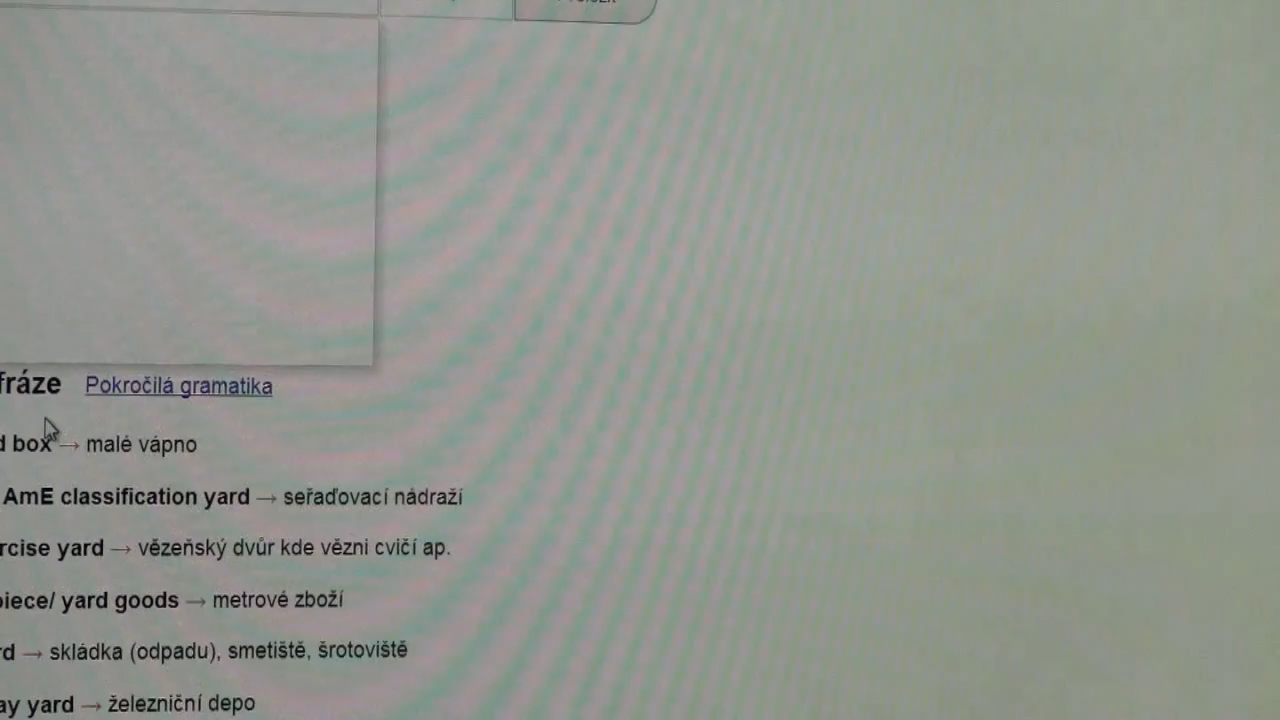 fráze Pokročilá gramatika
d box → malé vápno
AmE classification yard → seřaďovací nádraží
rcise yard → vězeňský dvůr kde vězni cvičí ap.
piece/ yard goods → metrové zboží
rd → skládka (odpadu), smetiště, šrotoviště
ay yard → železniční depo